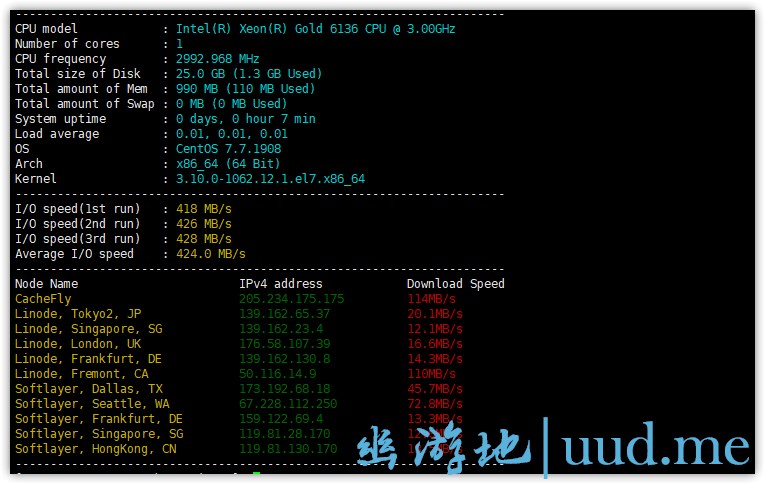 ----------------------------------------------------------------------
CPU model            : Intel(R) Xeon(R) Gold 6136 CPU @ 3.00GHz
Number of cores      : 1
CPU frequency        : 2992.968 MHz
Total size of Disk   : 25.0 GB (1.3 GB Used)
Total amount of Mem  : 990 MB (110 MB Used)
Total amount of Swap : 0 MB (0 MB Used)
System uptime        : 0 days, 0 hour 7 min
Load average         : 0.01, 0.01, 0.01
OS                   : CentOS 7.7.1908
Arch                 : x86_64 (64 Bit)
Kernel               : 3.10.0-1062.12.1.el7.x86_64
----------------------------------------------------------------------
I/O speed(1st run)   : 418 MB/s
I/O speed(2nd run)   : 426 MB/s
I/O speed(3rd run)   : 428 MB/s
Average I/O speed    : 424.0 MB/s
----------------------------------------------------------------------
Node Name                       IPv4 address            Download Speed
CacheFly                        205.234.175.175         114MB/s
Linode, Tokyo2, JP              139.162.65.37           20.1MB/s
Linode, Singapore, SG           139.162.23.4            12.1MB/s
Linode, London, UK              176.58.107.39           16.6MB/s
Linode, Frankfurt, DE           139.162.130.8           14.3MB/s
Linode, Fremont, CA             50.116.14.9             110MB/s
Softlayer, Dallas, TX           173.192.68.18           45.7MB/s
Softlayer, Seattle, WA          67.228.112.250          72.8MB/s
Softlayer, Frankfurt, DE        159.122.69.4            13.3MB/s
Softlayer, Singapore, SG        119.81.28.170
Softlayer, HongKong, CN         119.81.130.170
----------------------------------------------------------------------
幽游地|uud.me